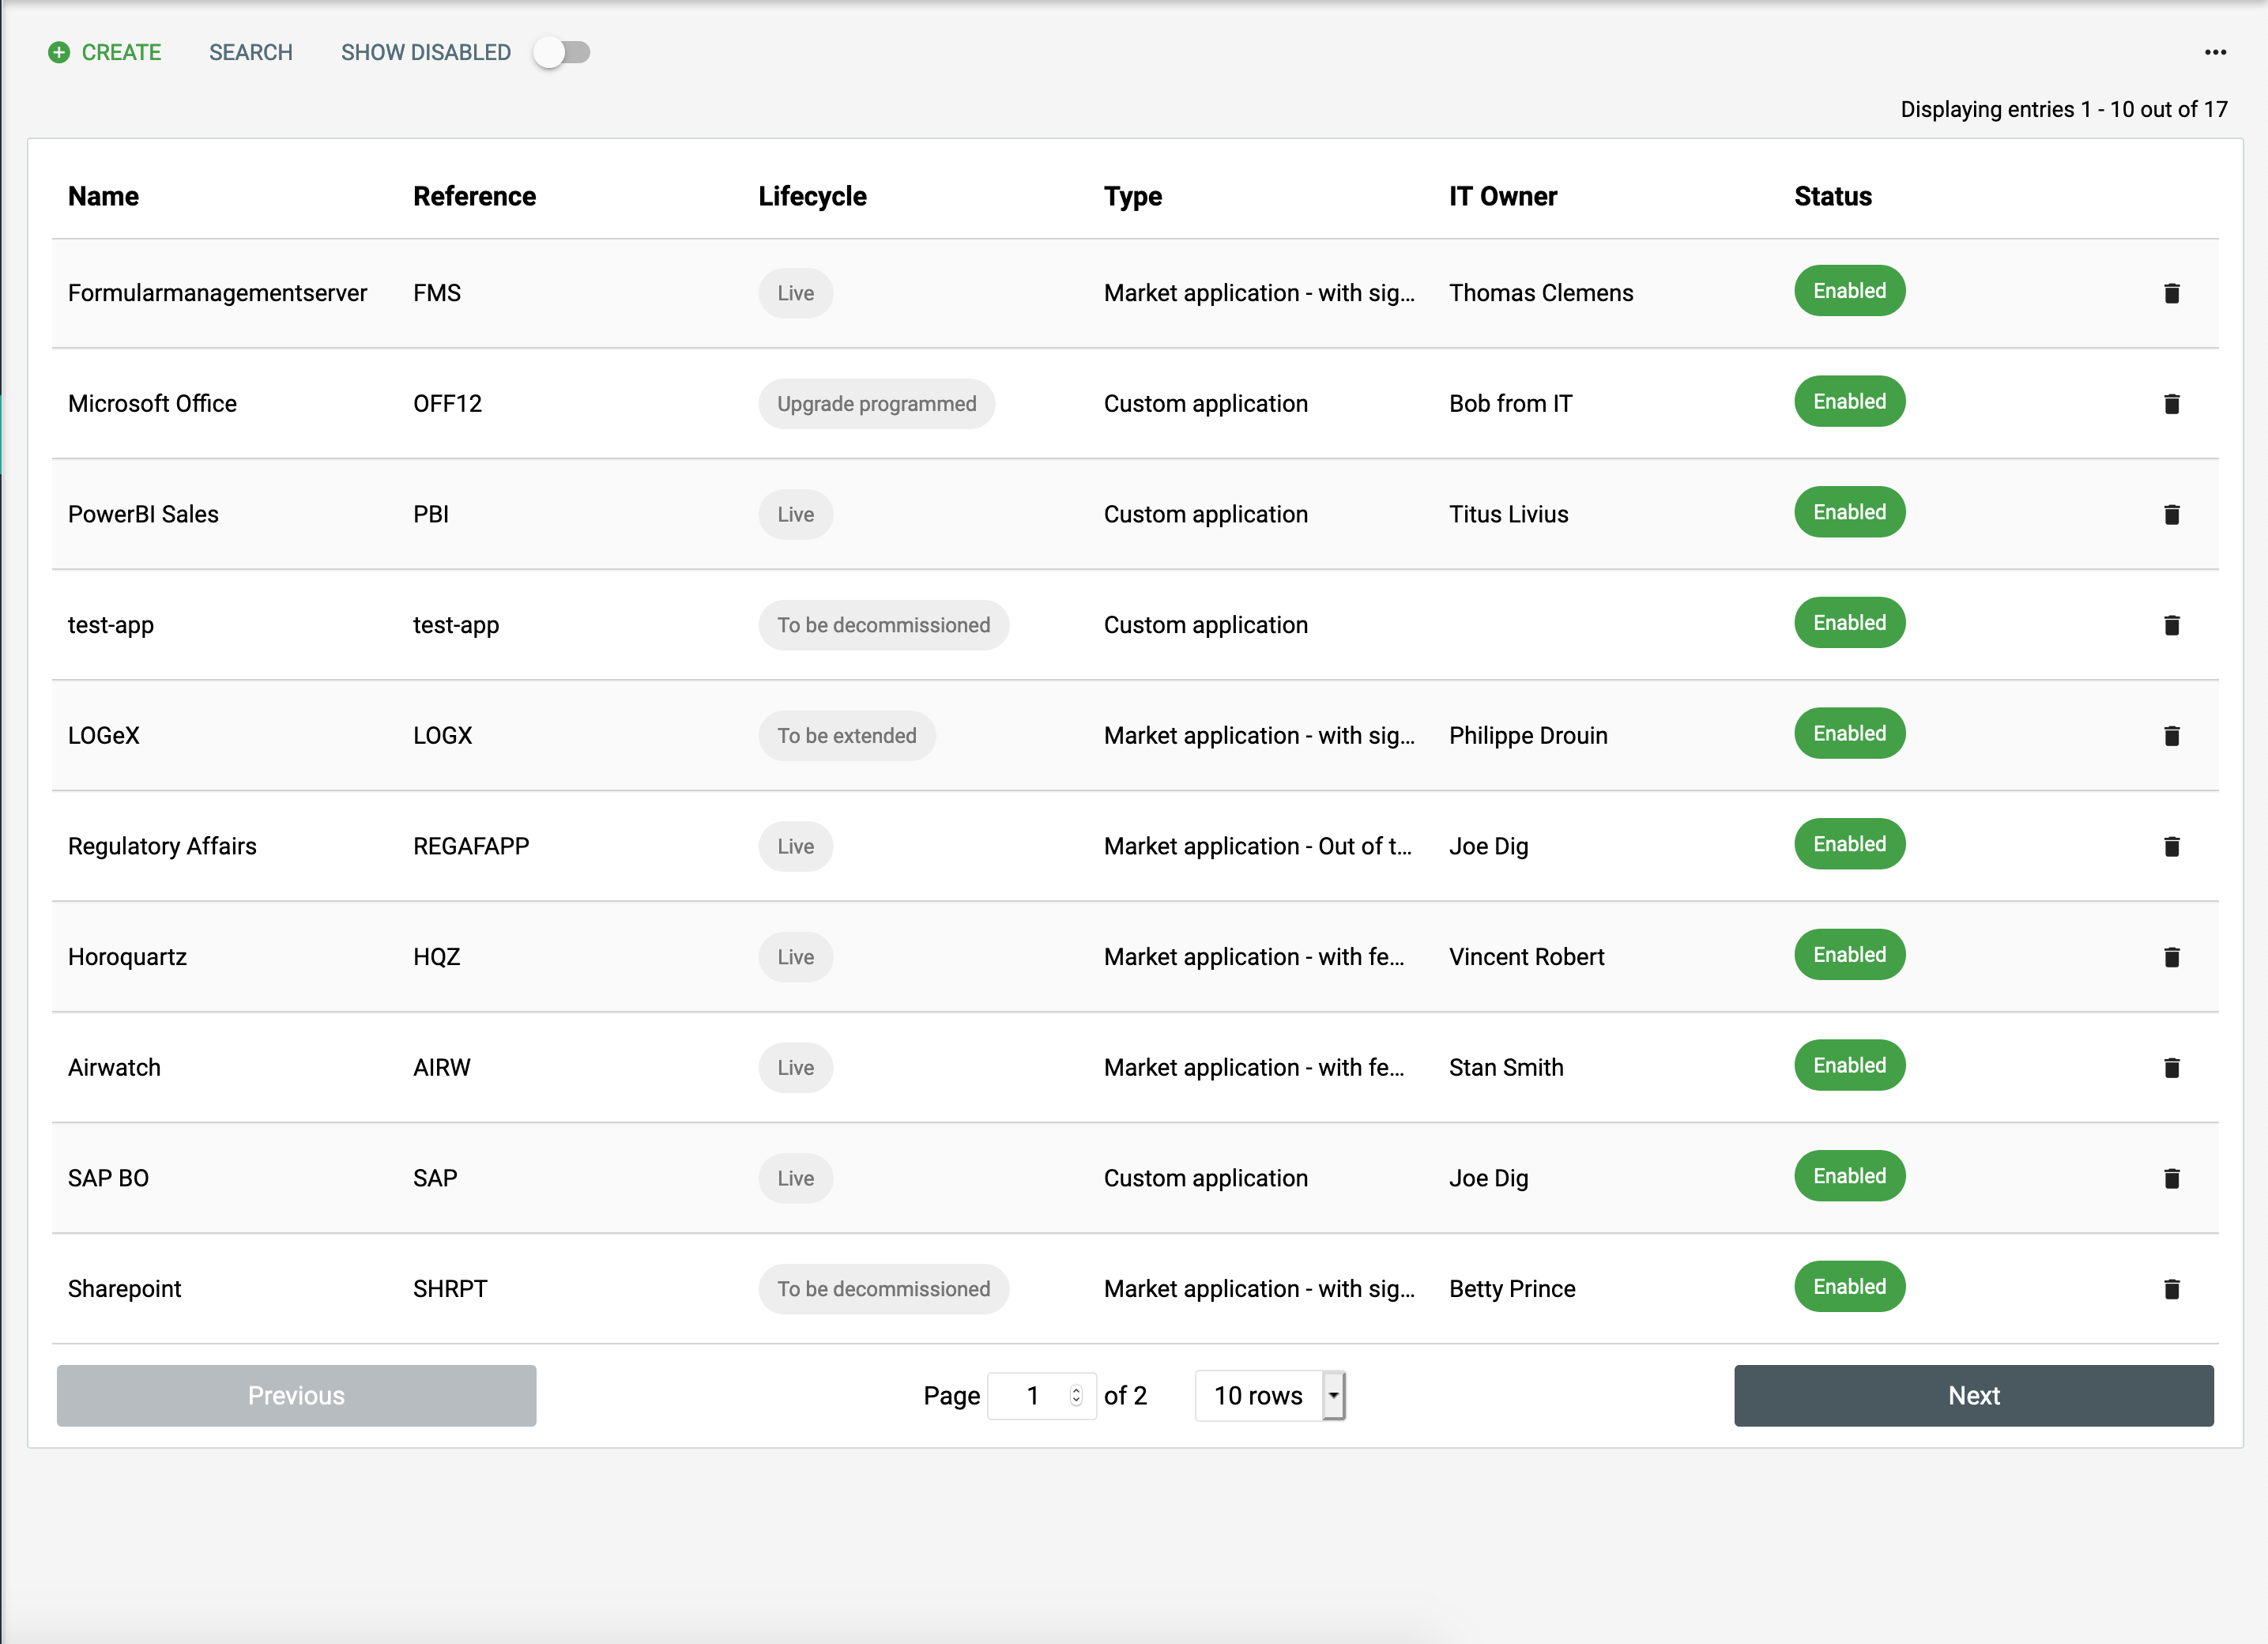 CREATE SEARCH SHOW DISABLED
Displaying entries 1 - 10 out of 17
Name Reference Lifecycle Type IT Owner Status
Formularmanagementserver FMS Live Market application - with sig... Thomas Clemens Enabled
Microsoft Office OFF12 Upgrade programmed Custom application Bob from IT Enabled
PowerBI Sales PBI Live Custom application Titus Livius Enabled
test-app test-app To be decommissioned Custom application Enabled
LOGeX LOGX To be extended Market application - with sig... Philippe Drouin Enabled
Regulatory Affairs REGAFAPP Live Market application - Out of t... Joe Dig Enabled
Horoquartz HQZ Live Market application - with fe... Vincent Robert Enabled
Airwatch AIRW Live Market application - with fe... Stan Smith Enabled
SAP BO SAP Live Custom application Joe Dig Enabled
Sharepoint SHRPT To be decommissioned Market application - with sig... Betty Prince Enabled
Previous Page 1 of 2 10 rows Next